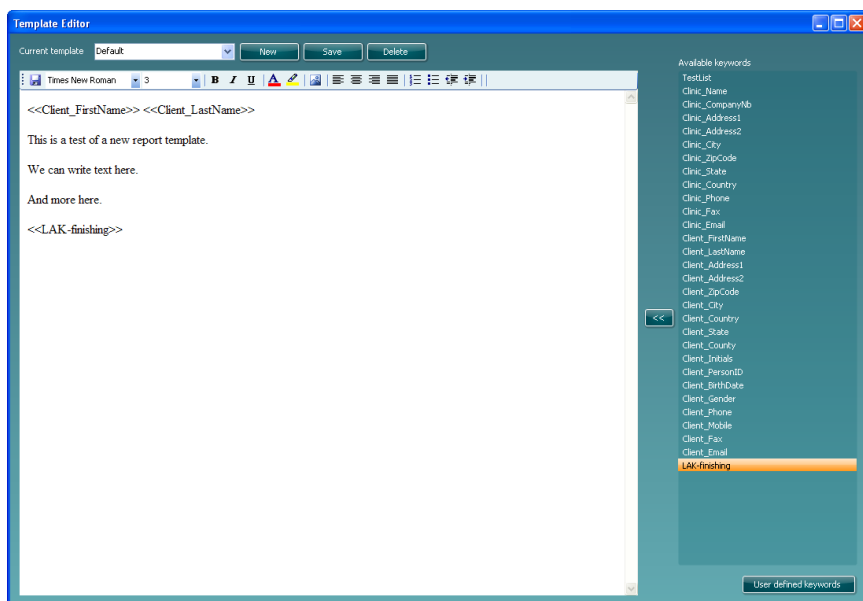 Template Editor
Current template Default New Save Delete
Available keywords
Times New Roman 3 B I U A
<<Client_FirstName>> <<Client_LastName>>
This is a test of a new report template.
We can write text here.
And more here.
<<LAK-finishing>>
<<
TestList
Clinic_Name
Clinic_CompanyNb
Clinic_Address1
Clinic_Address2
Clinic_City
Clinic_ZipCode
Clinic_State
Clinic_Country
Clinic_Phone
Clinic_Fax
Clinic_Email
Client_FirstName
Client_LastName
Client_Address1
Client_Address2
Client_ZipCode
Client_City
Client_Country
Client_State
Client_County
Client_Initials
Client_PersonID
Client_BirthDate
Client_Gender
Client_Phone
Client_Mobile
Client_Fax
Client_Email
LAK-finishing
User defined keywords